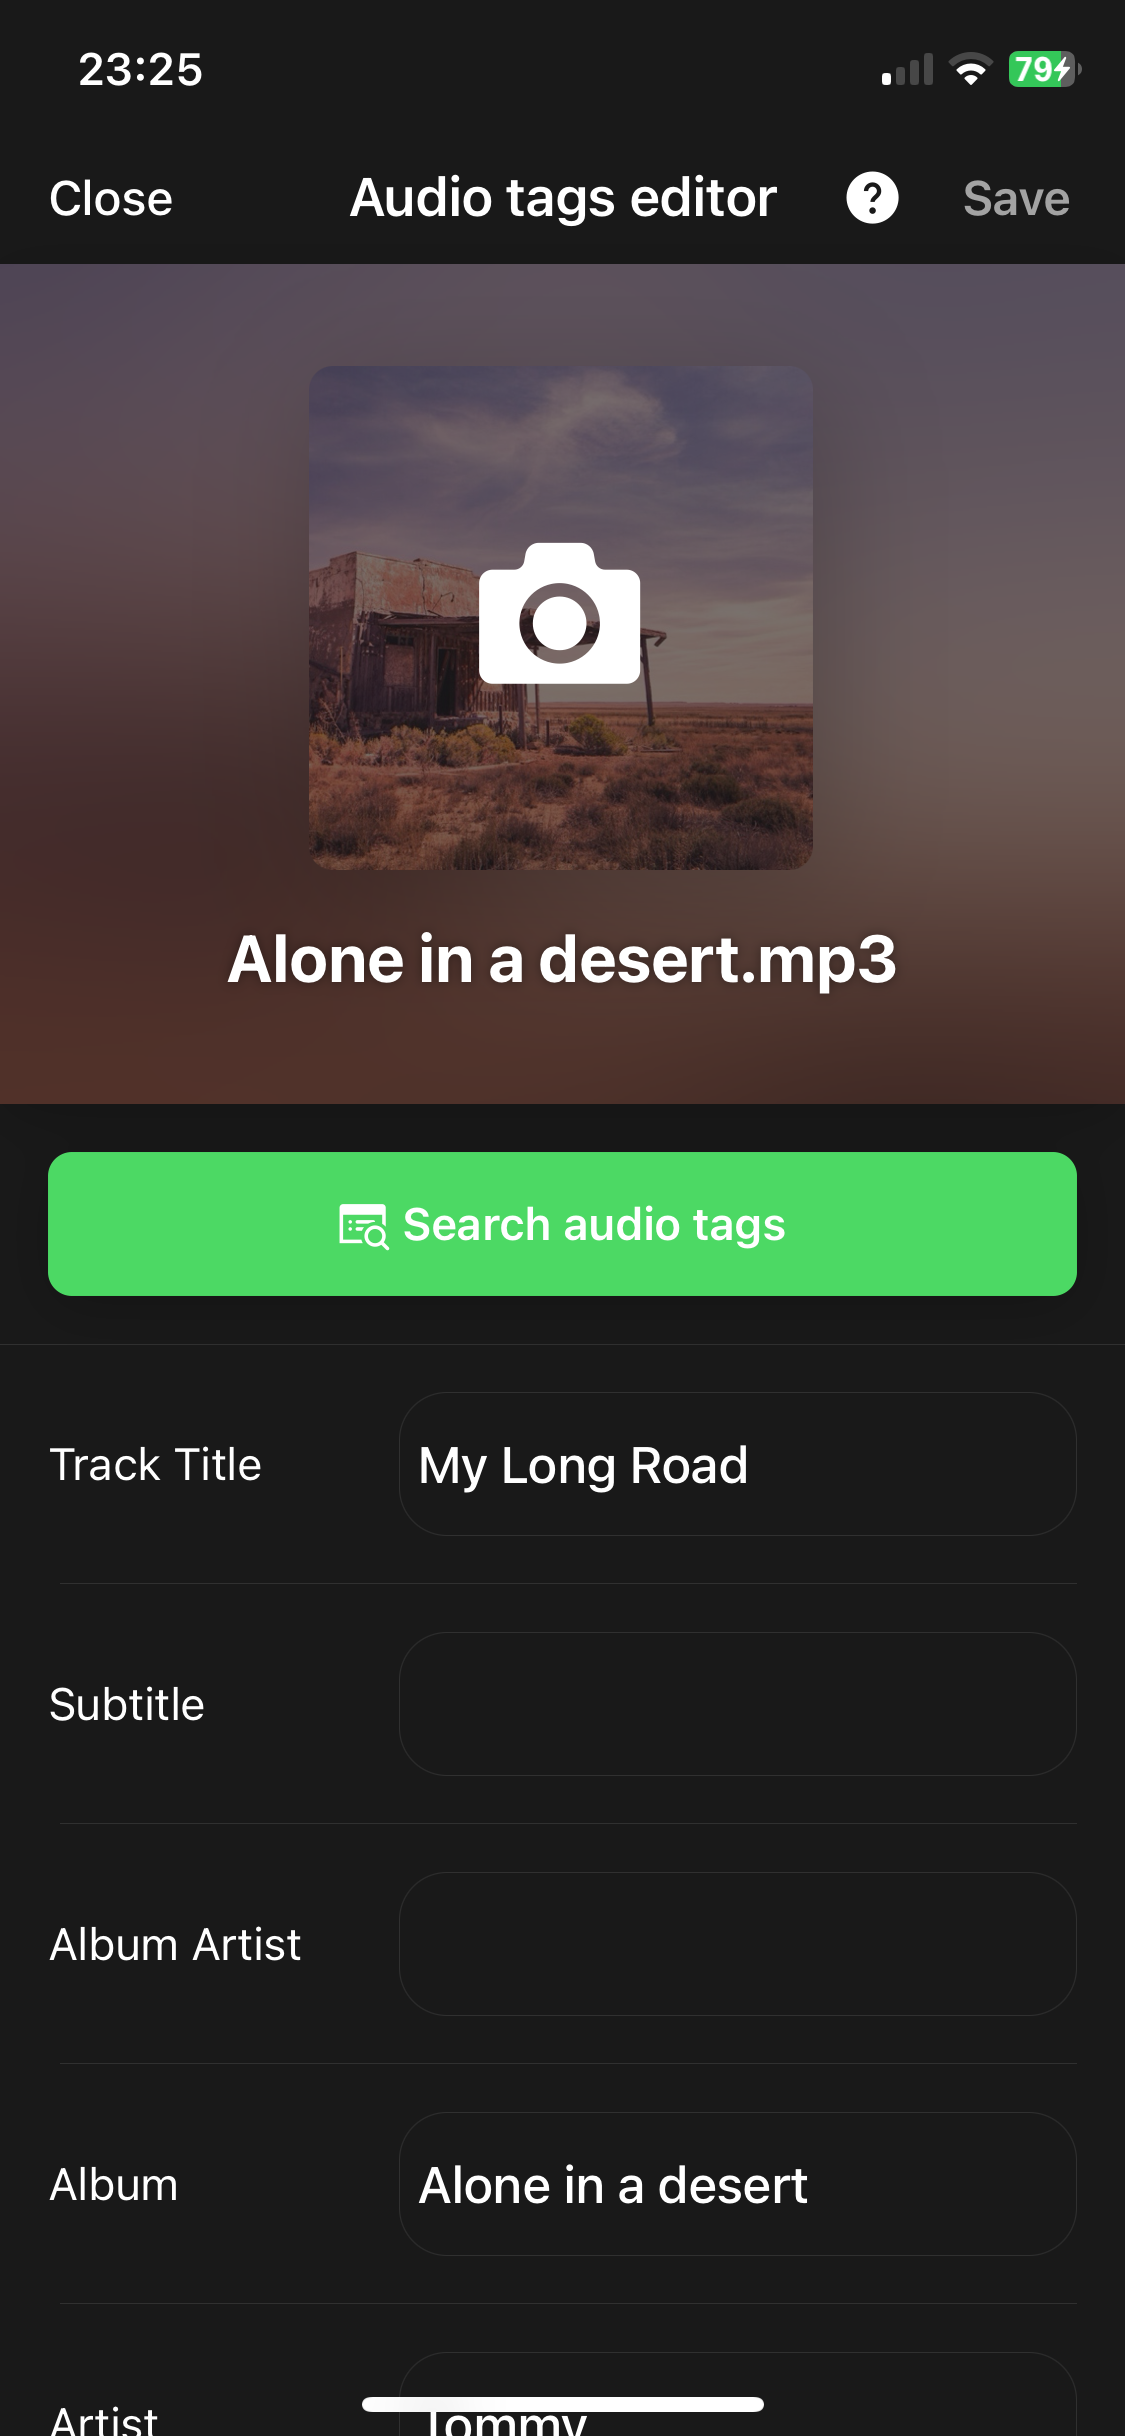 23:25
79
Close
Audio tags editor
?
Save
Alone in a desert.mp3
Search audio tags
Track Title
My Long Road
Subtitle
Album Artist
Album
Alone in a desert
Artist
Tommy